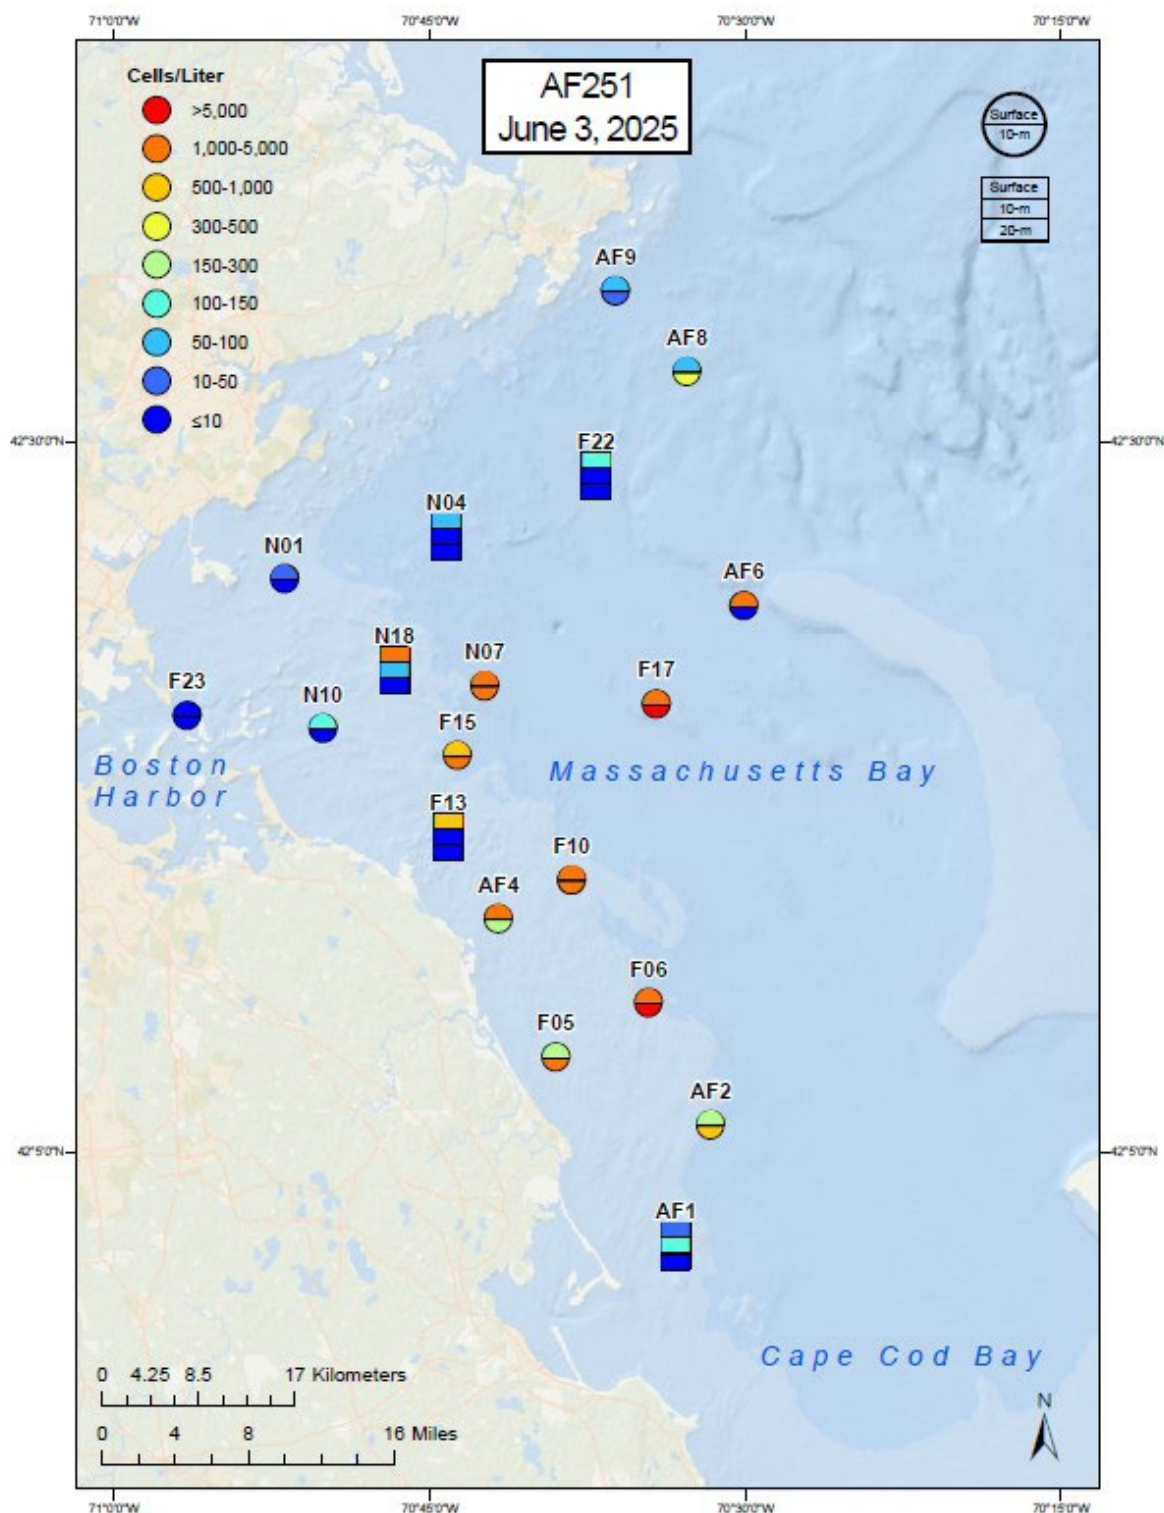 71°0'0"W 70°45'0"W 70°30'0"W 70°15'0"W
Cells/Liter
>5,000
1,000-5,000
500-1,000
300-500
150-300
100-150
50-100
10-50
≤10
AF251
June 3, 2025
Surface
10-m
Surface
10-m
20-m
AF9
AF8
42°30'0"N 42°30'0"N
F22
N04
N01
AF6
N18
N07
F17
F23
N10
F15
Boston
Harbor
Massachusetts Bay
F13
F10
AF4
F06
F05
AF2
42°5'0"N 42°5'0"N
AF1
Cape Cod Bay
0 4.25 8.5 17 Kilometers
0 4 8 16 Miles
N
71°0'0"W 70°45'0"W 70°30'0"W 70°15'0"W